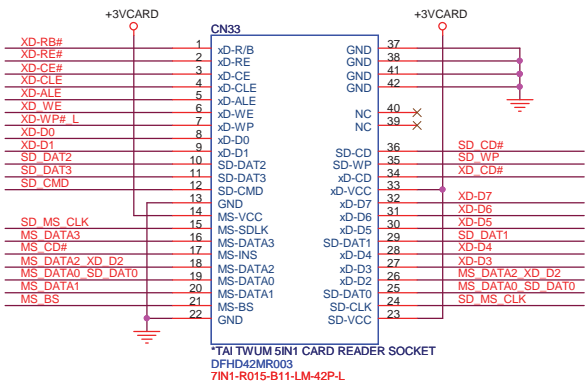 +3VCARD
+3VCARD
CN33
XD-RB# 1 xD-R/B GND 37
XD-RE# 2 xD-RE GND 38
XD-CE# 3 xD-CE GND 41
XD-CLE 4 xD-CLE GND 42
XD-ALE 5 xD-ALE
XD_WE 6 xD-WE NC 40
XD-WP#_L 7 xD-WP NC 39
XD-D0 8 xD-D0
XD-D1 9 xD-D1 SD-CD 36 SD_CD#
SD_DAT2 10 SD-DAT2 SD-WP 35 SD_WP
SD_DAT3 11 SD-DAT3 xD-CD 34 XD_CD#
SD_CMD 12 SD-CMD xD-VCC 33
13 GND xD-D7 32 XD-D7
14 MS-VCC xD-D6 31 XD-D6
SD_MS_CLK 15 MS-SDLK xD-D5 30 XD-D5
MS_DATA3 16 MS-DATA3 SD-DAT1 29 SD_DAT1
MS_CD# 17 MS-INS xD-D4 28 XD-D4
MS_DATA2_XD_D2 18 MS-DATA2 xD-D3 27 XD-D3
MS_DATA0_SD_DAT0 19 MS-DATA0 xD-D2 26 MS_DATA2_XD_D2
MS_DATA1 20 MS-DATA1 SD-DAT0 25 MS_DATA0_SD_DAT0
MS_BS 21 MS-BS SD-CLK 24 SD_MS_CLK
22 GND SD-VCC 23
*TAI TWUM 5IN1 CARD READER SOCKET
DFHD42MR003
7IN1-R015-B11-LM-42P-L